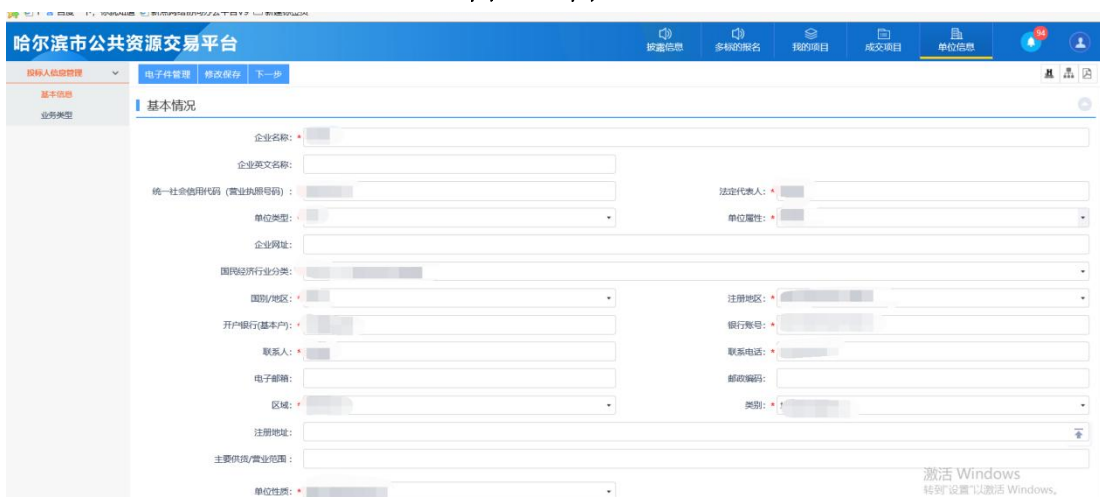 哈尔滨市公共资源交易平台
披露信息 多标的报名 我的项目 成交项目 单位信息 94
投标人信息管理 电子件管理 修改保存 下一步
基本信息
业务类型
基本情况
企业名称: *
企业英文名称:
统一社会信用代码（营业执照号码）: 法定代表人: *
单位类型: * 单位属性: *
企业网址:
国民经济行业分类: *
国别/地区: * 注册地区: *
开户银行(基本户): * 银行账号: *
联系人: * 联系电话: *
电子邮箱: 邮政编码:
区域: * 类别: *
注册地址:
主要供货/营业范围:
单位性质: *
激活 Windows
转到"设置"以激活 Windows。